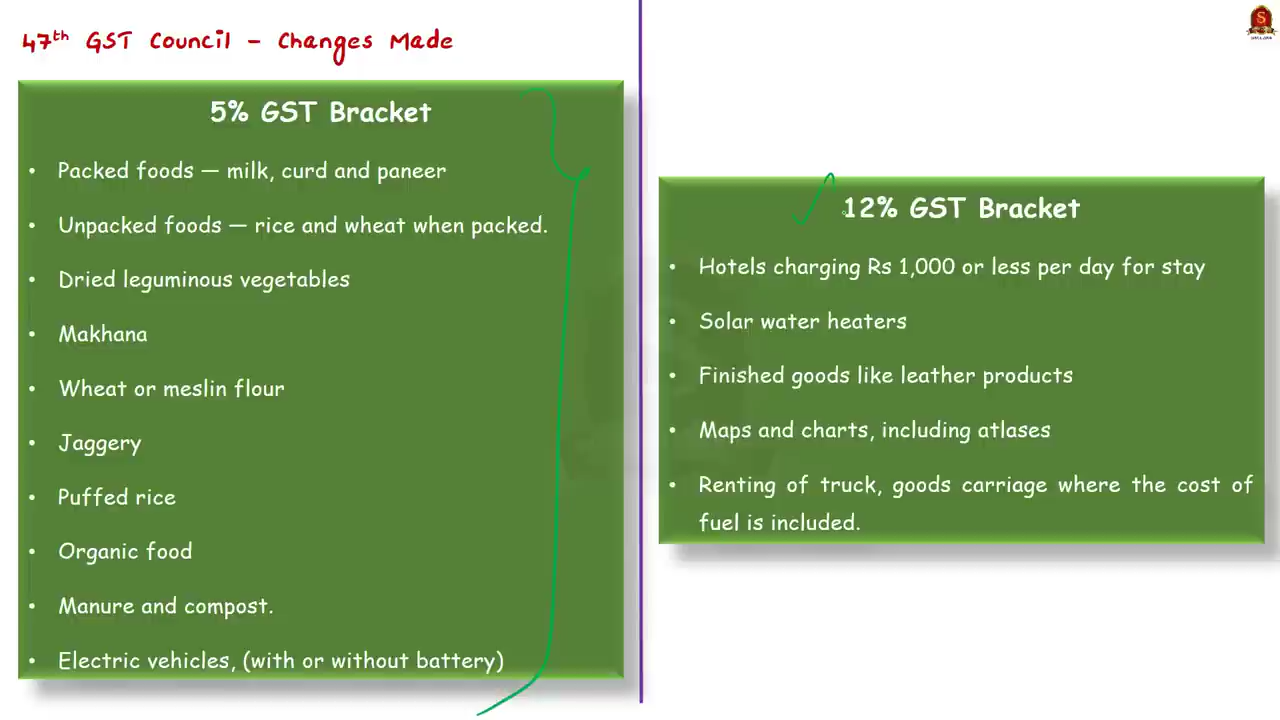 47th GST Council - Changes Made
5% GST Bracket
• Packed foods — milk, curd and paneer
• Unpacked foods — rice and wheat when packed.
• Dried leguminous vegetables
• Makhana
• Wheat or meslin flour
• Jaggery
• Puffed rice
• Organic food
• Manure and compost.
• Electric vehicles, (with or without battery)
12% GST Bracket
• Hotels charging Rs 1,000 or less per day for stay
• Solar water heaters
• Finished goods like leather products
• Maps and charts, including atlases
• Renting of truck, goods carriage where the cost of
fuel is included.